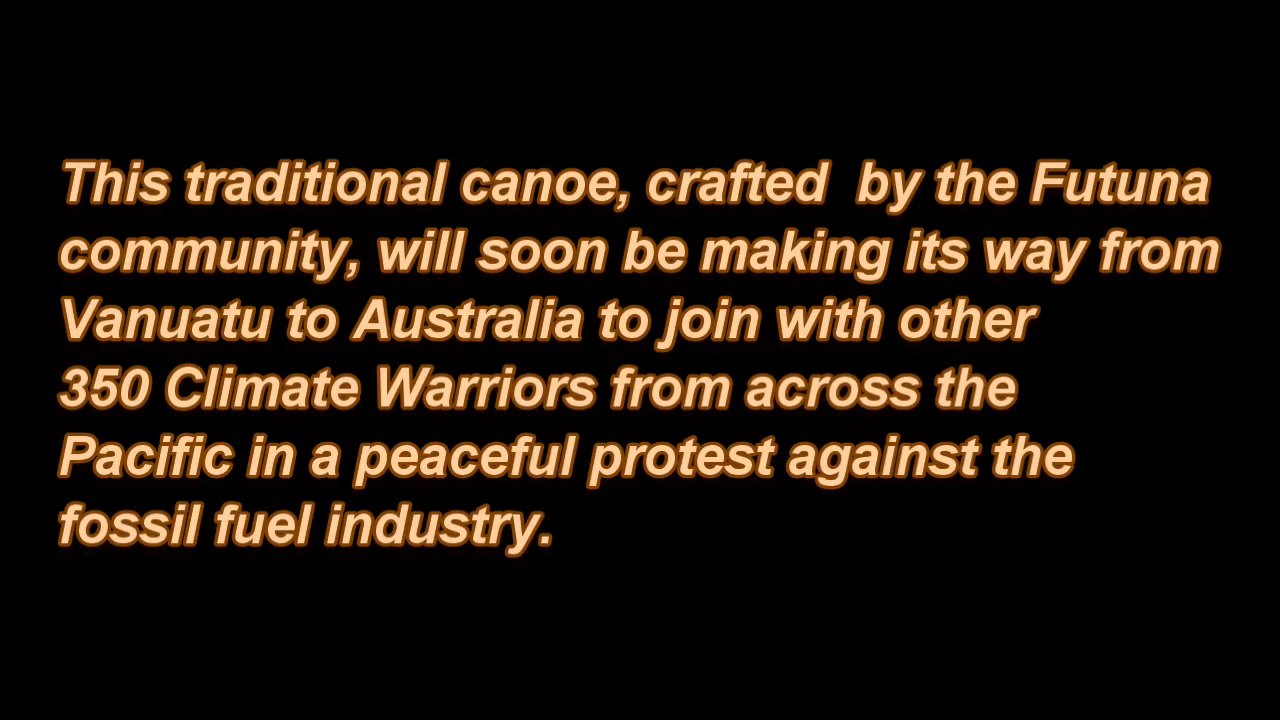 This traditional canoe, crafted  by the Futuna
community, will soon be making its way from
Vanuatu to Australia to join with other
350 Climate Warriors from across the
Pacific in a peaceful protest against the
fossil fuel industry.